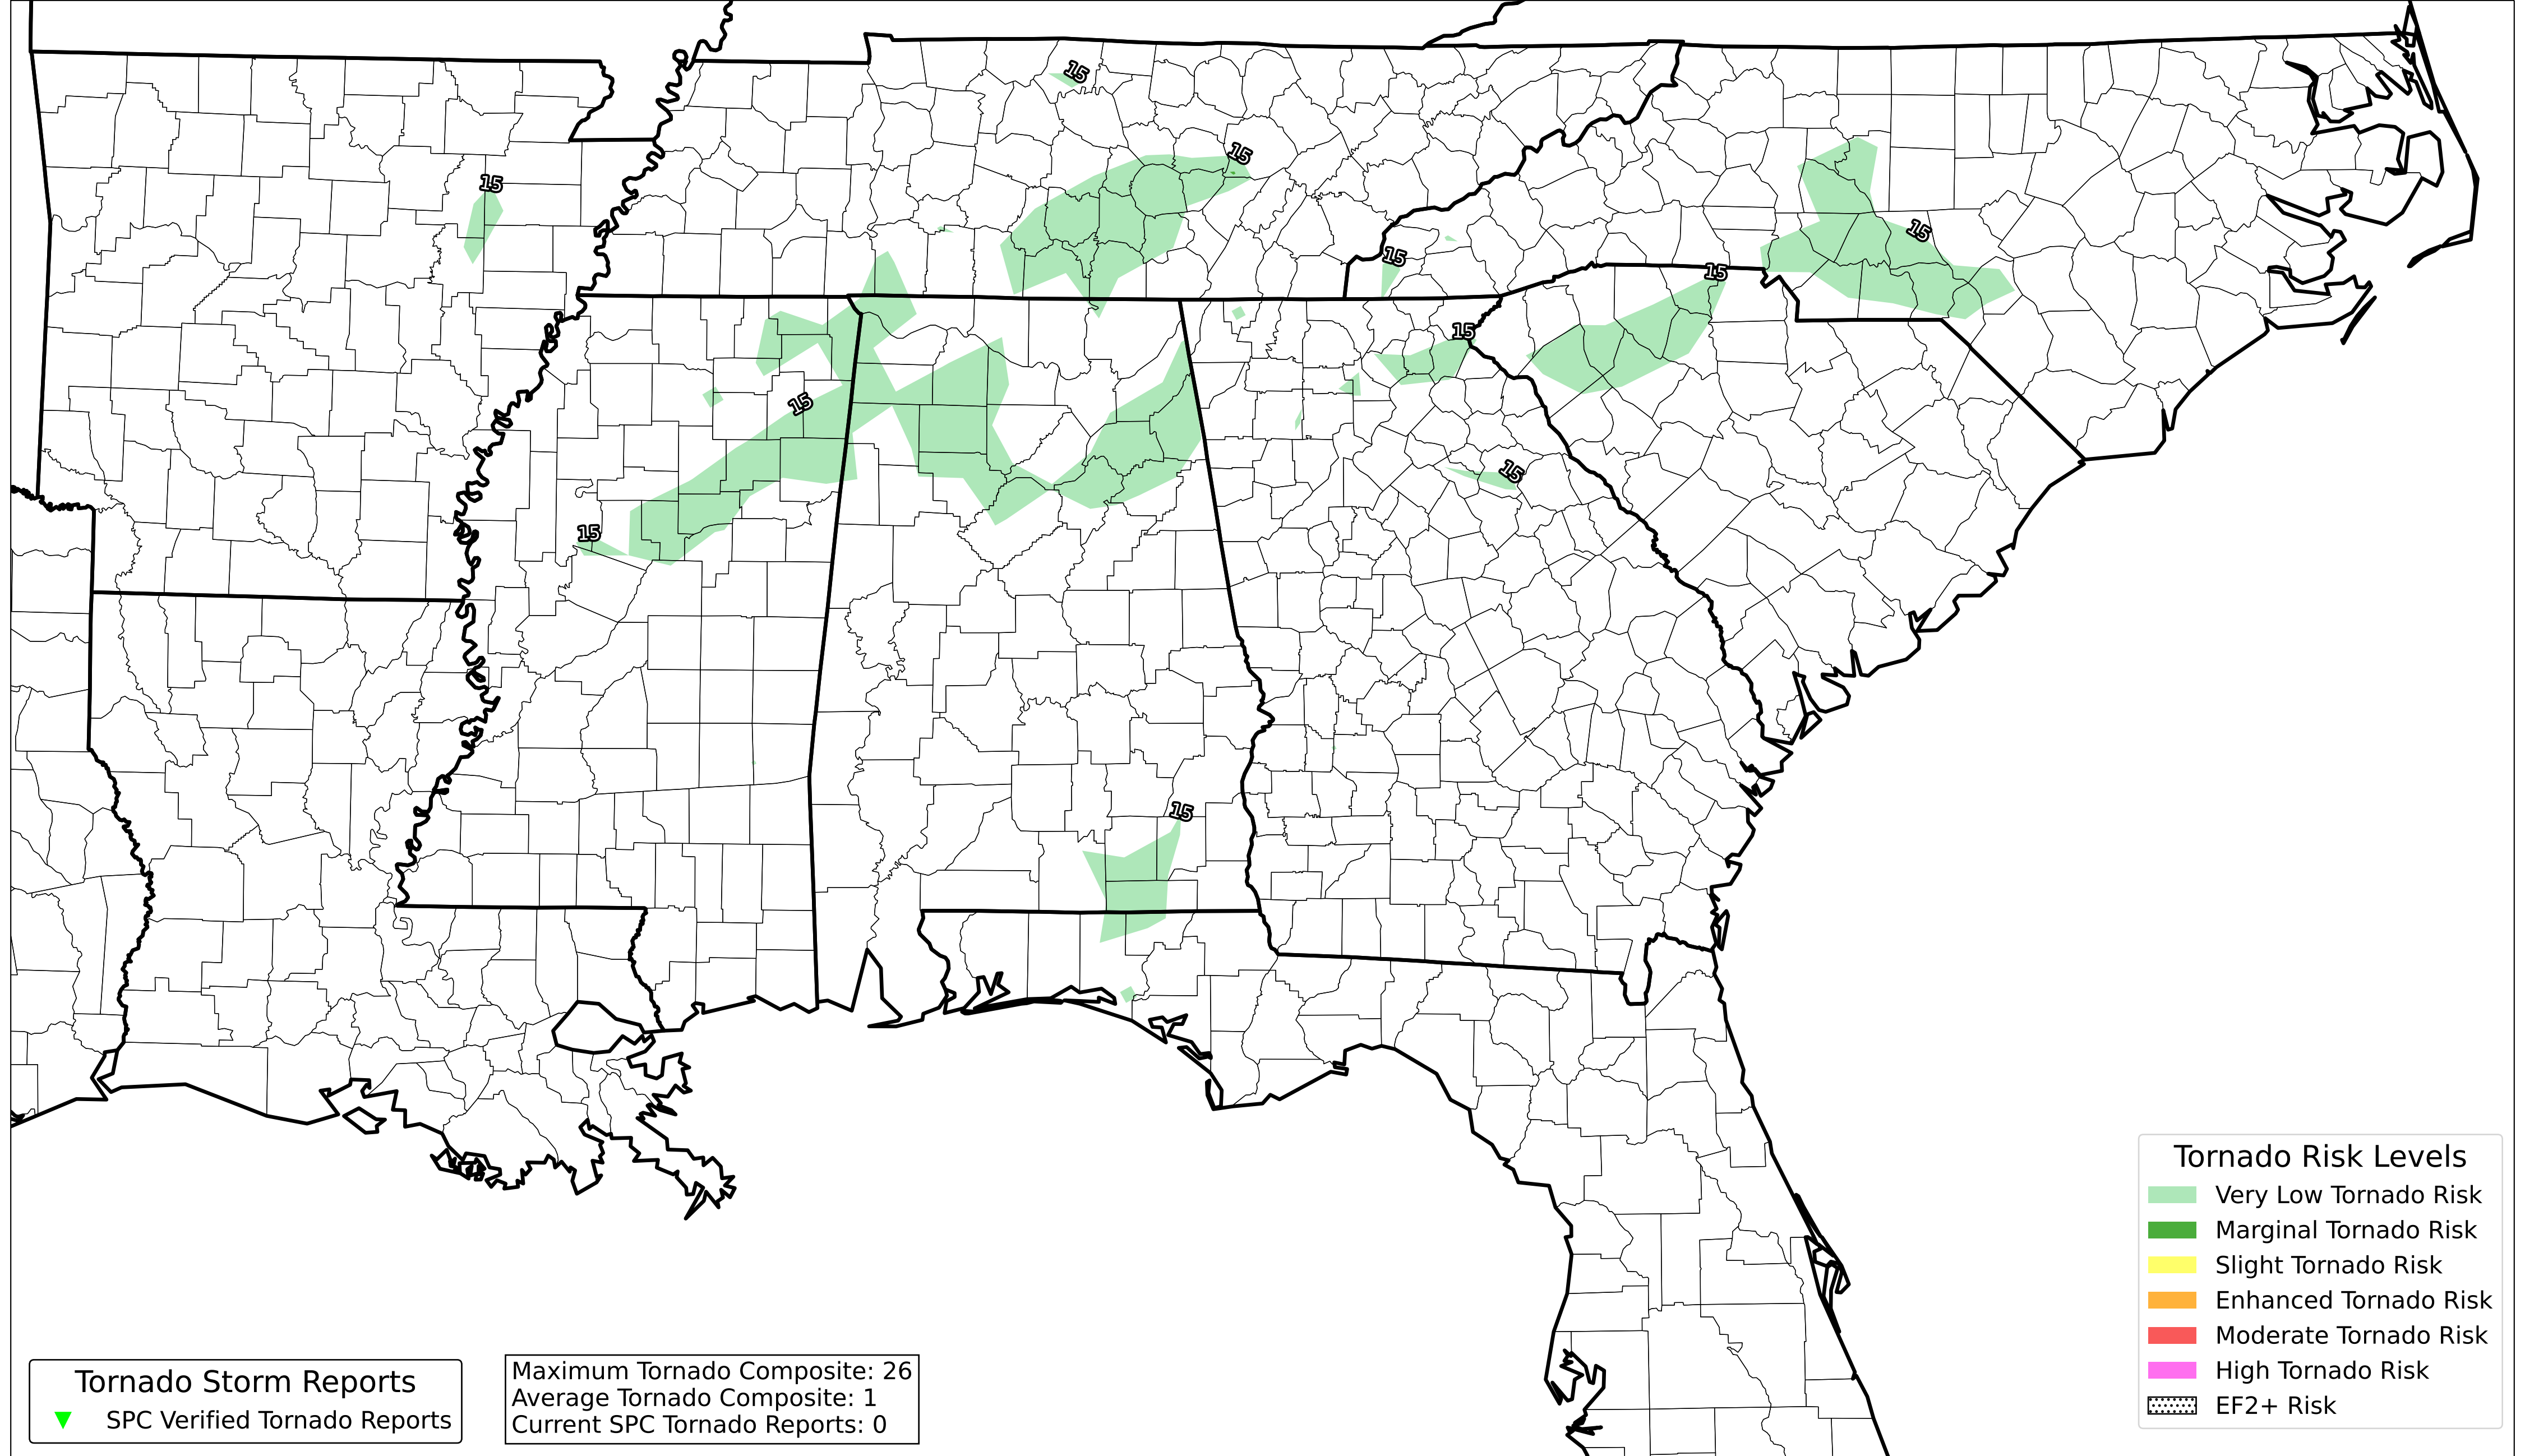 15
15
15
15
15
15
15
15
15
15
15
Tornado Risk Levels
Very Low Tornado Risk
Marginal Tornado Risk
Slight Tornado Risk
Enhanced Tornado Risk
Moderate Tornado Risk
High Tornado Risk
EF2+ Risk
Tornado Storm Reports
SPC Verified Tornado Reports
Maximum Tornado Composite: 26
Average Tornado Composite: 1
Current SPC Tornado Reports: 0